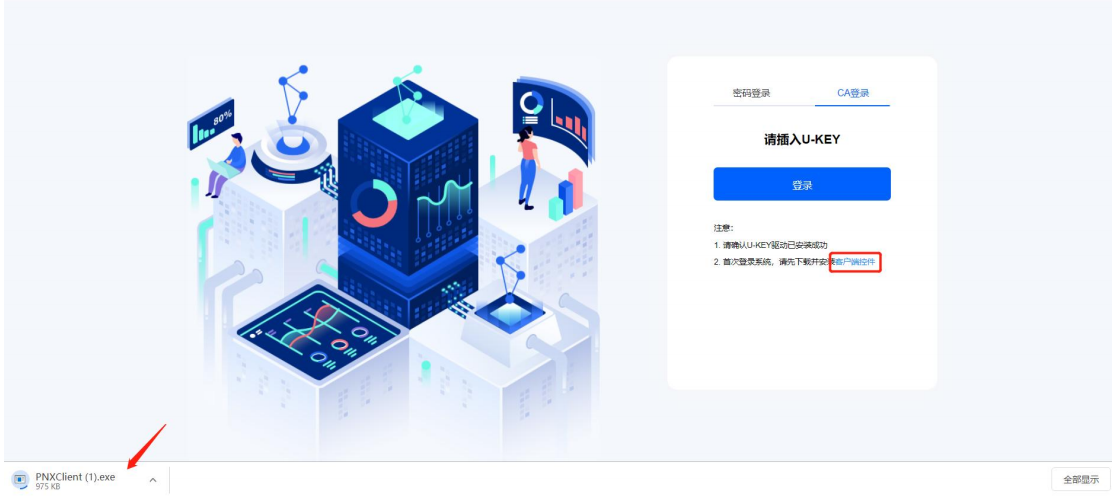 80%
密码登录
CA登录
请插入U-KEY
登录
注意：
1. 请确认U-KEY驱动已安装成功
2. 首次登录系统，请先下载并安装客户端控件
PNXClient (1).exe
975 KB
全部显示